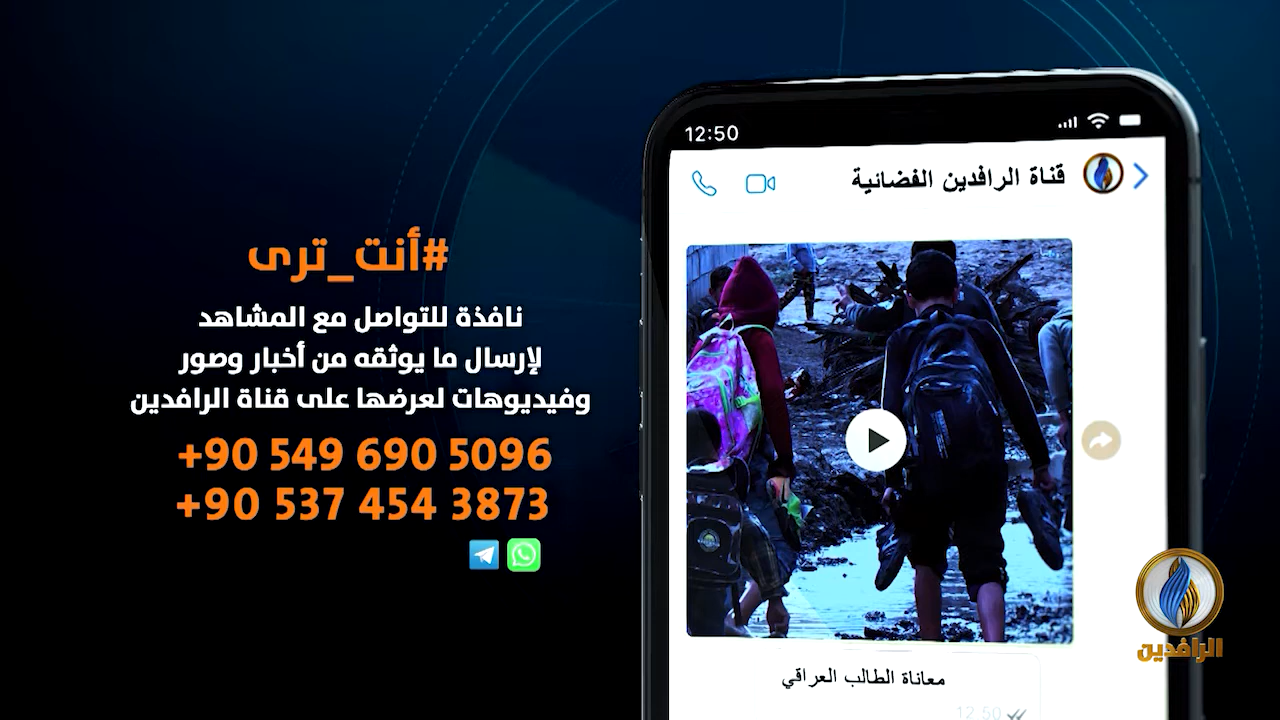 #أنت_ترى
نافذة للتواصل مع المشاهد
لإرسال ما يوثقه من أخبار وصور
وفيديوهات لعرضها على قناة الرافدين
+90 549 690 5096
+90 537 454 3873
12:50
قناة الرافدين الفضائية
معاناة الطالب العراقي
12:50
الرافدين